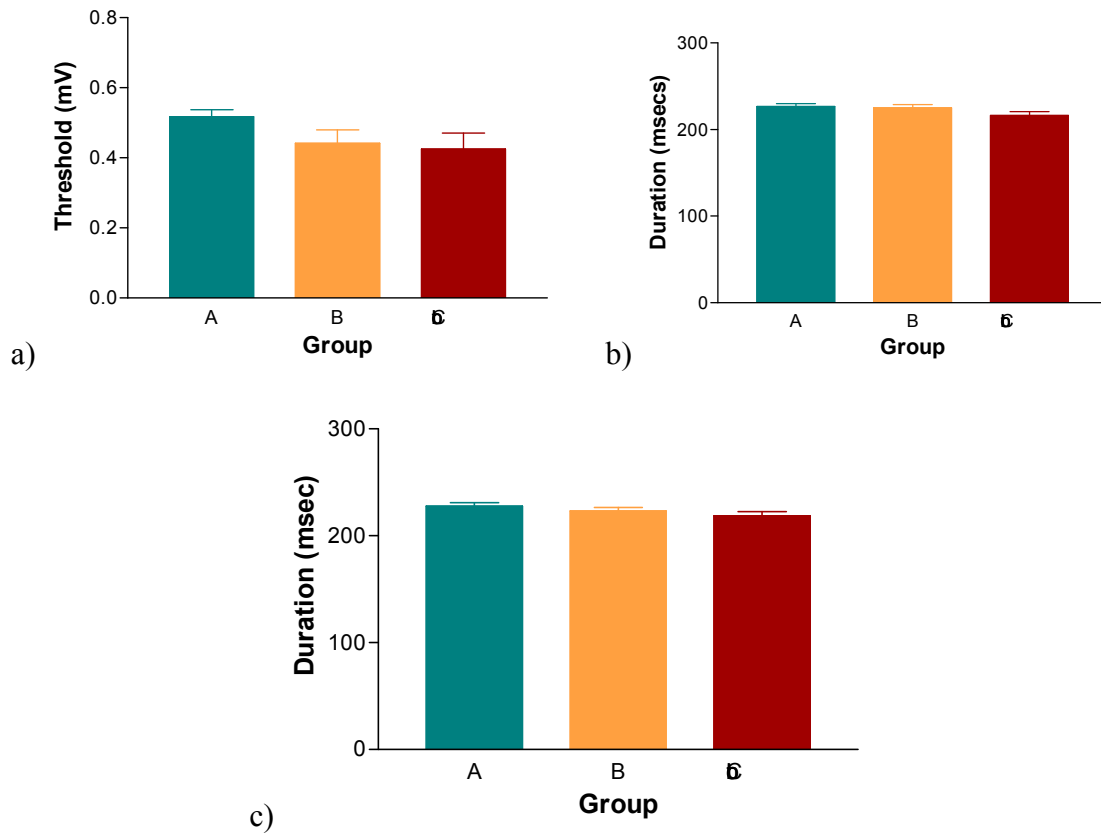 0.8
0.6
0.4
0.2
0.0
Threshold (mV)
A B C
Group
a)
300
200
100
0
Duration (msecs)
A B C
Group
b)
300
200
100
0
Duration (msec)
A B C
Group
c)